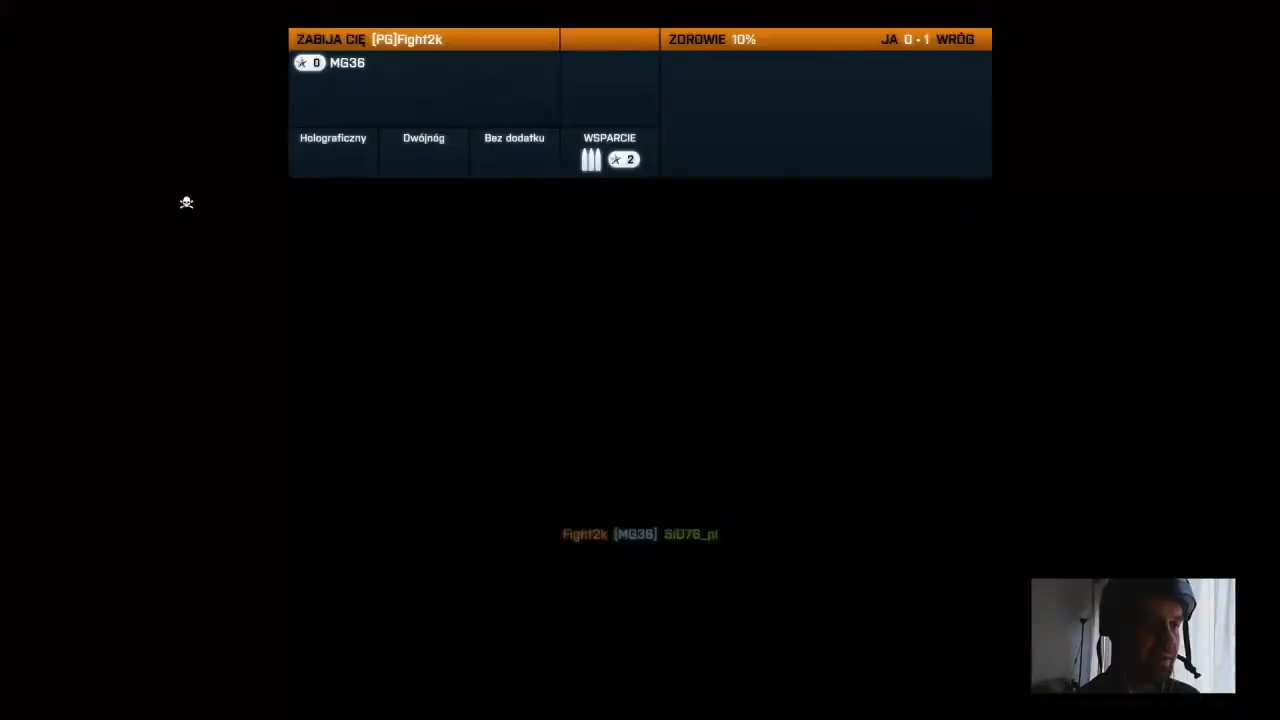 ZABIJA CIĘ [PG]Fight2k ZDROWIE 10% JA 0 - 1 WRÓG
0 MG36
Holograficzny Dwójnóg Bez dodatku WSPARCIE
2
Fight2k [MG36] SiD76_pl